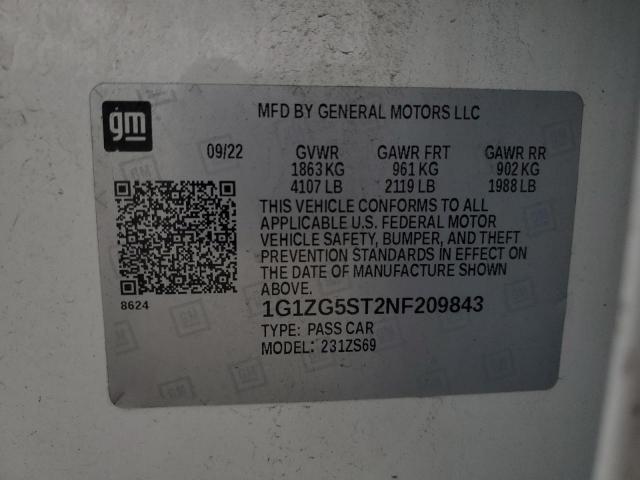 gm
MFD BY GENERAL MOTORS LLC
09/22 GVWR GAWR FRT GAWR RR
1863 KG 961 KG 902 KG
4107 LB 2119 LB 1988 LB
THIS VEHICLE CONFORMS TO ALL
APPLICABLE U.S. FEDERAL MOTOR
VEHICLE SAFETY, BUMPER, AND THEFT
PREVENTION STANDARDS IN EFFECT ON
THE DATE OF MANUFACTURE SHOWN
ABOVE.
8624
1G1ZG5ST2NF209843
TYPE: PASS CAR
MODEL: 231ZS69